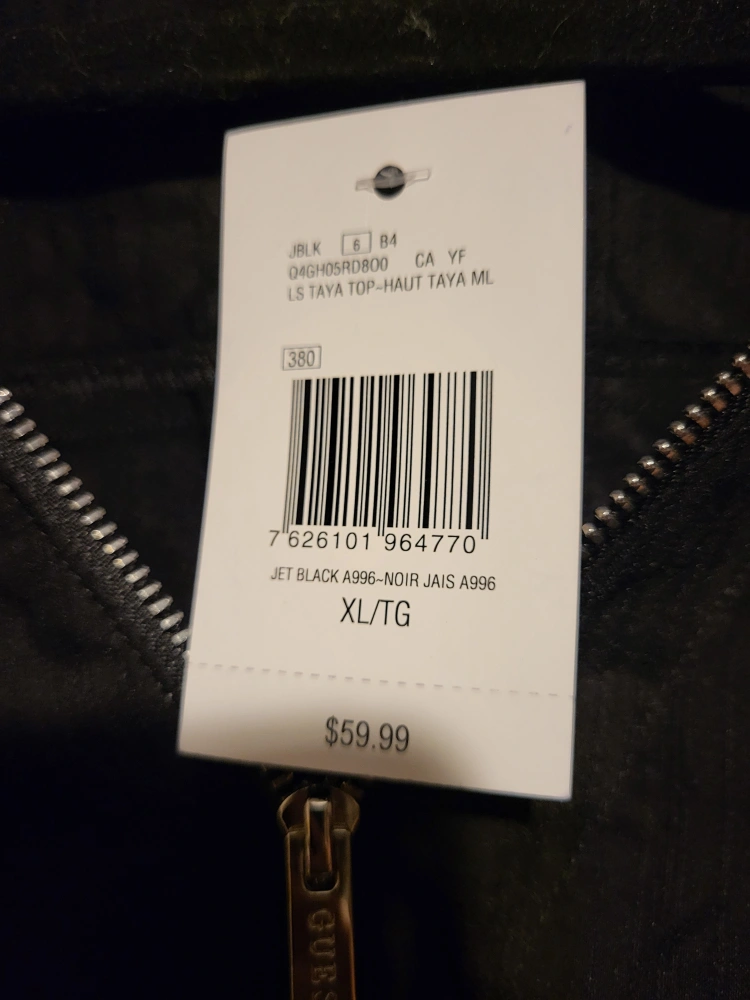 JBLK 6 B4
Q4GH05RD800 CA YF
LS TAYA TOP~HAUT TAYA ML
380
7 626101 964770
JET BLACK A996~NOIR JAIS A996
XL/TG
$59.99
GUES